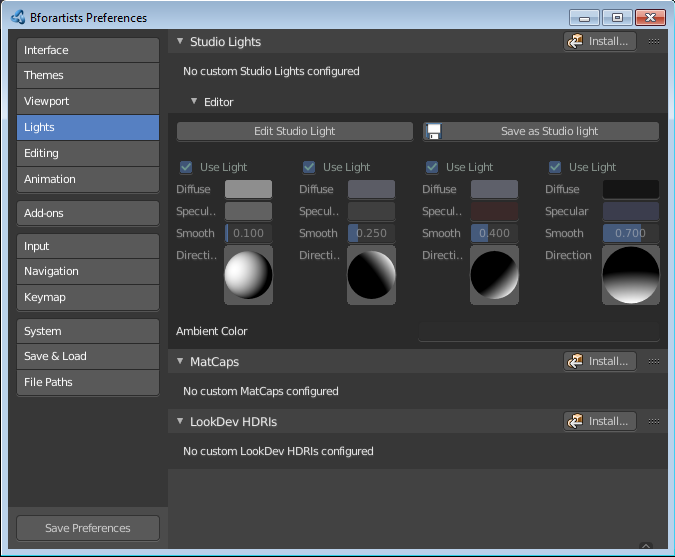 Bforartists Preferences
Interface
Themes
Viewport
Lights
Editing
Animation
Add-ons
Input
Navigation
Keymap
System
Save & Load
File Paths
Save Preferences
Studio Lights
Install...
No custom Studio Lights configured
Editor
Edit Studio Light
Save as Studio light
Use Light Use Light Use Light Use Light
Diffuse Diffuse Diffuse Diffuse
Specul.. Specul.. Specul.. Specular
Smooth 0.100 Smooth 0.250 Smooth 0.400 Smooth 0.700
Directi.. Directi.. Directi.. Direction
Ambient Color
MatCaps
Install...
No custom MatCaps configured
LookDev HDRIs
Install...
No custom LookDev HDRIs configured